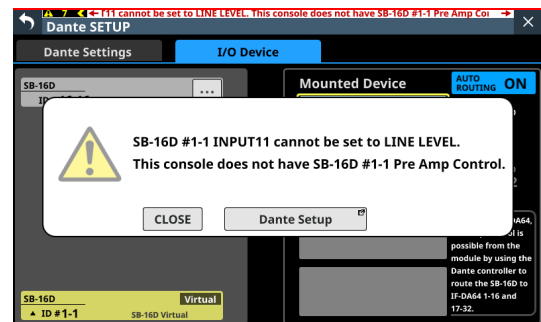 7 ← f11 cannot be set to LINE LEVEL. This console does not have SB-16D #1-1 Pre Amp Co →
Dante SETUP
Dante Settings
I/O Device
SB-16D
...
Mounted Device
AUTO ROUTING ON
SB-16D #1-1 INPUT11 cannot be set to LINE LEVEL.
This console does not have SB-16D #1-1 Pre Amp Control.
CLOSE
Dante Setup
possible from the
module by using the
Dante controller to
route the SB-16D to
IF-DA64 1-16 and
17-32.
SB-16D
Virtual
▲ ID #1-1
SB-16D Virtual